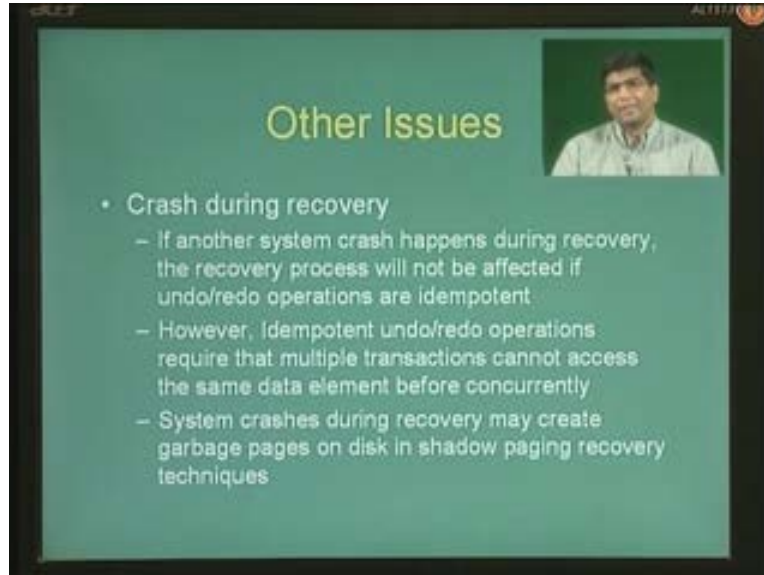 acer
Other Issues
• Crash during recovery
– If another system crash happens during recovery,
the recovery process will not be affected if
undo/redo operations are idempotent
– However, Idempotent undo/redo operations
require that multiple transactions cannot access
the same data element before concurrently
– System crashes during recovery may create
garbage pages on disk in shadow paging recovery
techniques